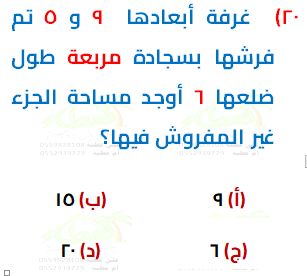 ٢٠) غرفة أبعادها ٩ و ٥ تم
فرشها بسجادة مربعة طول
ضلعها ٦ أوجد مساحة الجزء
غير المفروش فيها؟
(أ) ٩ (ب) ١٥
(ج) ٦ (د) ٢٠